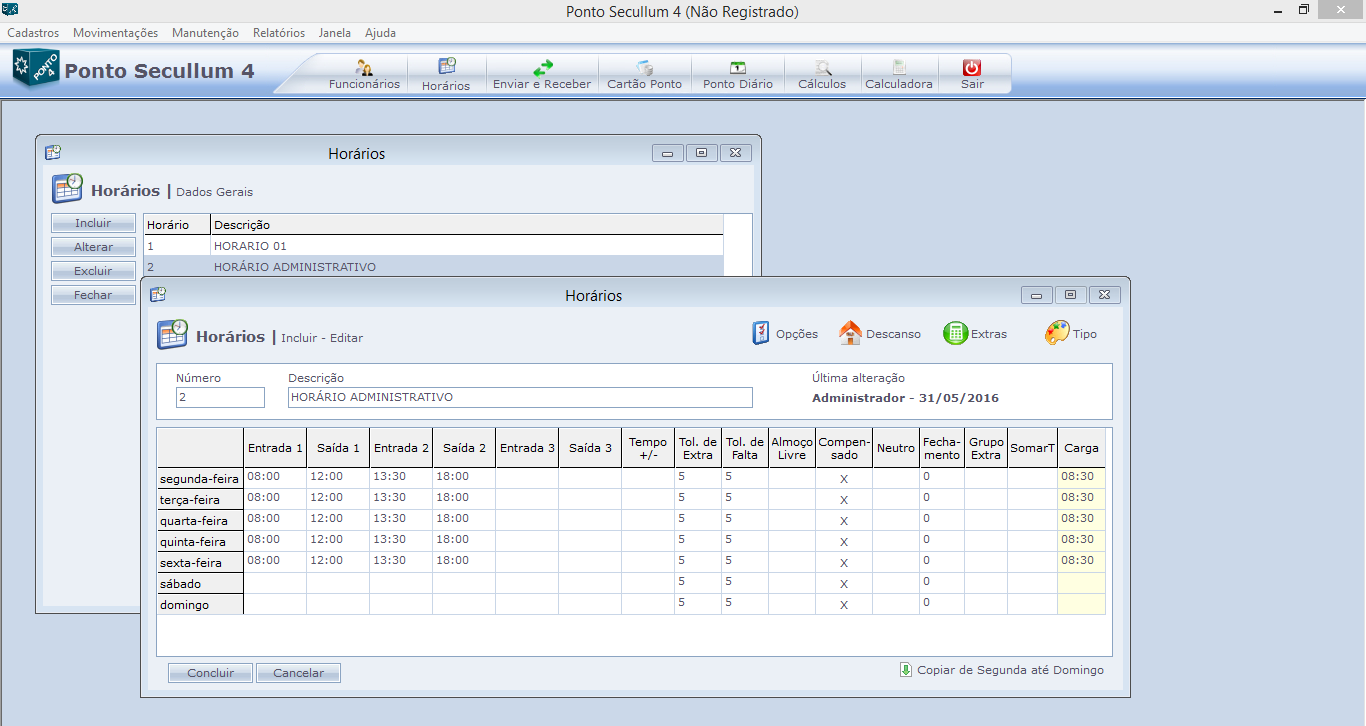 Ponto Secullum 4 (Não Registrado)
Cadastros Movimentações Manutenção Relatórios Janela Ajuda
PONTO 4
Ponto Secullum 4
Funcionários Horários Enviar e Receber Cartão Ponto Ponto Diário Cálculos Calculadora Sair
Horários
Horários | Dados Gerais
Incluir
Alterar
Excluir
Fechar
Horário Descrição
1 HORARIO 01
2 HORÁRIO ADMINISTRATIVO
Horários
Horários | Incluir - Editar
Opções Descanso Extras Tipo
Número Descrição Última alteração
2 HORÁRIO ADMINISTRATIVO Administrador - 31/05/2016
Entrada 1 Saída 1 Entrada 2 Saída 2 Entrada 3 Saída 3 Tempo +/- Tol. de Extra Tol. de Falta Almoço Livre Compen-sado Neutro Fecha-mento Grupo Extra SomarT Carga
segunda-feira 08:00 12:00 13:30 18:00 5 5 X 0 08:30
terça-feira 08:00 12:00 13:30 18:00 5 5 X 0 08:30
quarta-feira 08:00 12:00 13:30 18:00 5 5 X 0 08:30
quinta-feira 08:00 12:00 13:30 18:00 5 5 X 0 08:30
sexta-feira 08:00 12:00 13:30 18:00 5 5 X 0 08:30
sábado 5 5 X 0
domingo 5 5 X 0
Concluir Cancelar Copiar de Segunda até Domingo